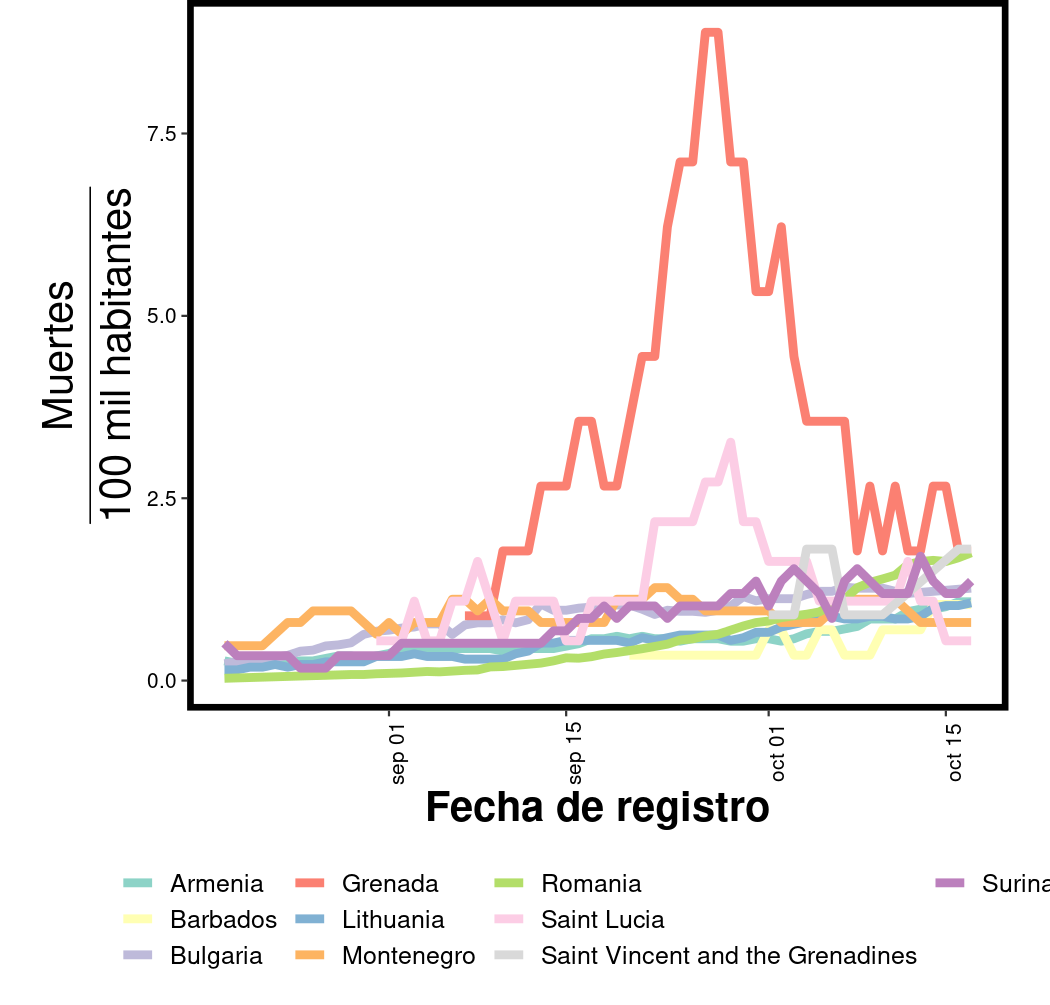 Muertes
100 mil habitantes
7.5
5.0
2.5
0.0
sep 01
sep 15
oct 01
oct 15
Fecha de registro
Armenia
Grenada
Romania
Surina
Barbados
Lithuania
Saint Lucia
Bulgaria
Montenegro
Saint Vincent and the Grenadines